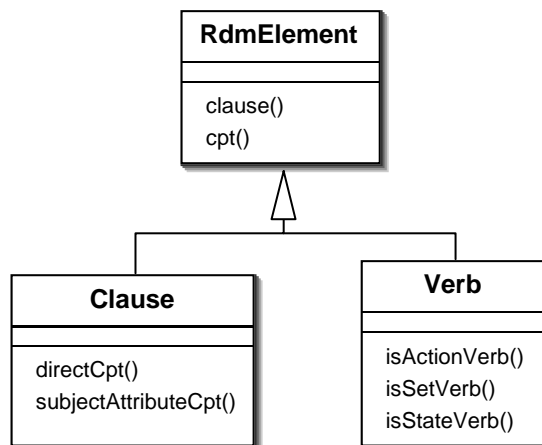 RdmElement
clause()
cpt()
Clause
directCpt()
subjectAttributeCpt()
Verb
isActionVerb()
isSetVerb()
isStateVerb()